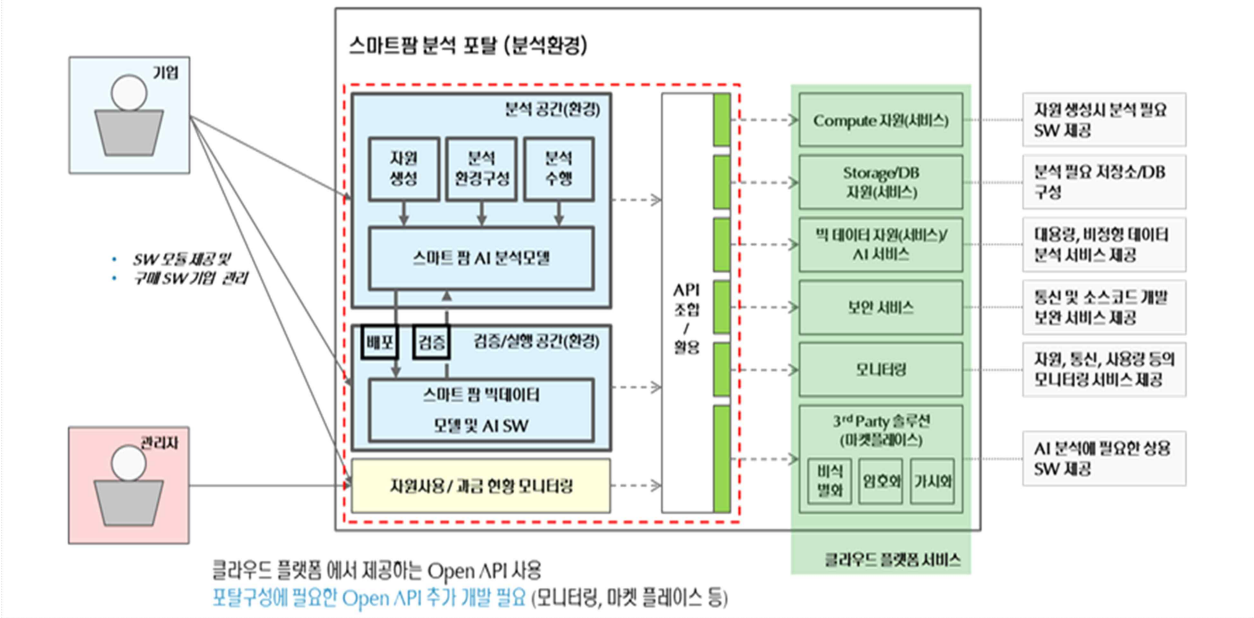 스마트팜 분석 포탈 (분석환경)
기업
분석 공간(환경)
자원
생성
분석
환경구성
분석
수행
스마트 팜 AI 분석모델
• SW 모듈 제공 및
• 구매 SW 기업 관리
배포
검증
검증/실행 공간(환경)
스마트 팜 빅데이터
모델 및 AI SW
관리자
자원사용 / 과금 현황 모니터링
API
조합
/
활용
Compute 자원(서비스)
Storage/DB
자원(서비스)
빅 데이터 자원(서비스)/
AI 서비스
보안 서비스
모니터링
3rd Party 솔루션
(마켓플레이스)
비식
별화
암호화
가시화
클라우드 플랫폼 서비스
자원 생성시 분석 필요
SW 제공
분석 필요 저장소/DB
구성
대용량, 비정형 데이터
분석 서비스 제공
통신 및 소스코드 개발
보완 서비스 제공
자원, 통신, 사용량 등의
모니터링 서비스 제공
AI 분석에 필요한 상용
SW 제공
클라우드 플랫폼 에서 제공하는 Open API 사용
포탈구성에 필요한 Open API 추가 개발 필요 (모니터링, 마켓 플레이스 등)